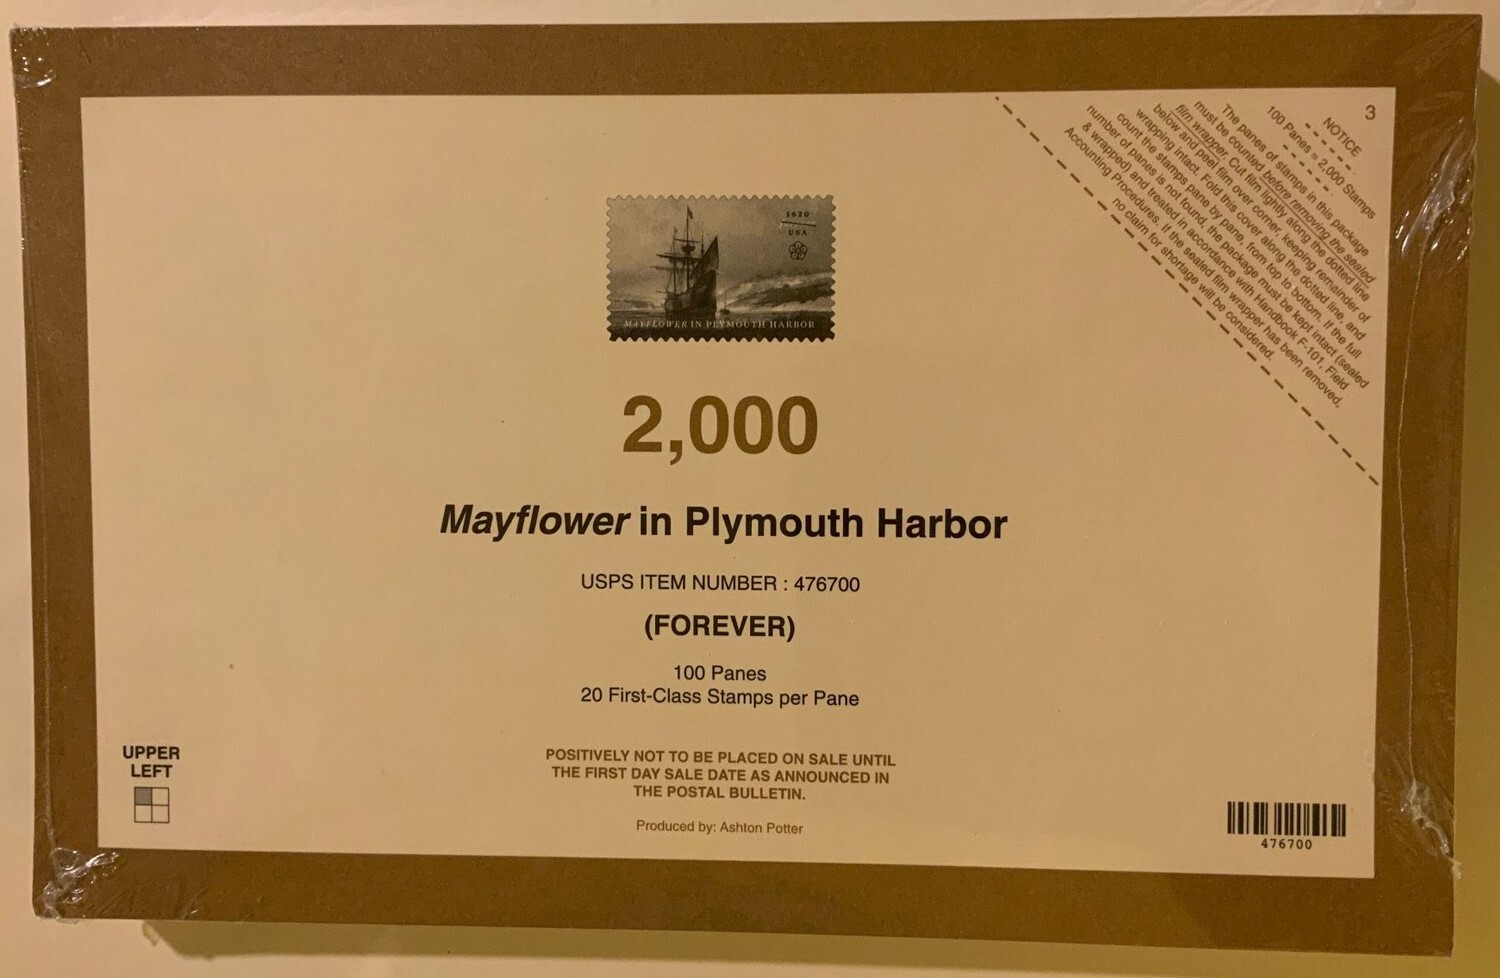 3
NOTICE
100 Panes = 2,000 Stamps
The panes of stamps in this package
must be counted before removing the sealed
film wrapper. Cut film lightly along the dotted line
below and peel film over corner, keeping remainder of
wrapping intact. Fold this cover along the dotted line, and
count the stamps pane by pane, from top to bottom. If the full
number of panes is not found, the package must be kept intact (sealed
& wrapped) and treated in accordance with Handbook F-101, Field
Accounting Procedures. If the sealed film wrapper has been removed,
no claim for shortage will be considered.
1620
USA
MAYFLOWER IN PLYMOUTH HARBOR
2,000
Mayflower in Plymouth Harbor
USPS ITEM NUMBER : 476700
(FOREVER)
100 Panes
20 First-Class Stamps per Pane
UPPER
LEFT
POSITIVELY NOT TO BE PLACED ON SALE UNTIL
THE FIRST DAY SALE DATE AS ANNOUNCED IN
THE POSTAL BULLETIN.
Produced by: Ashton Potter
476700